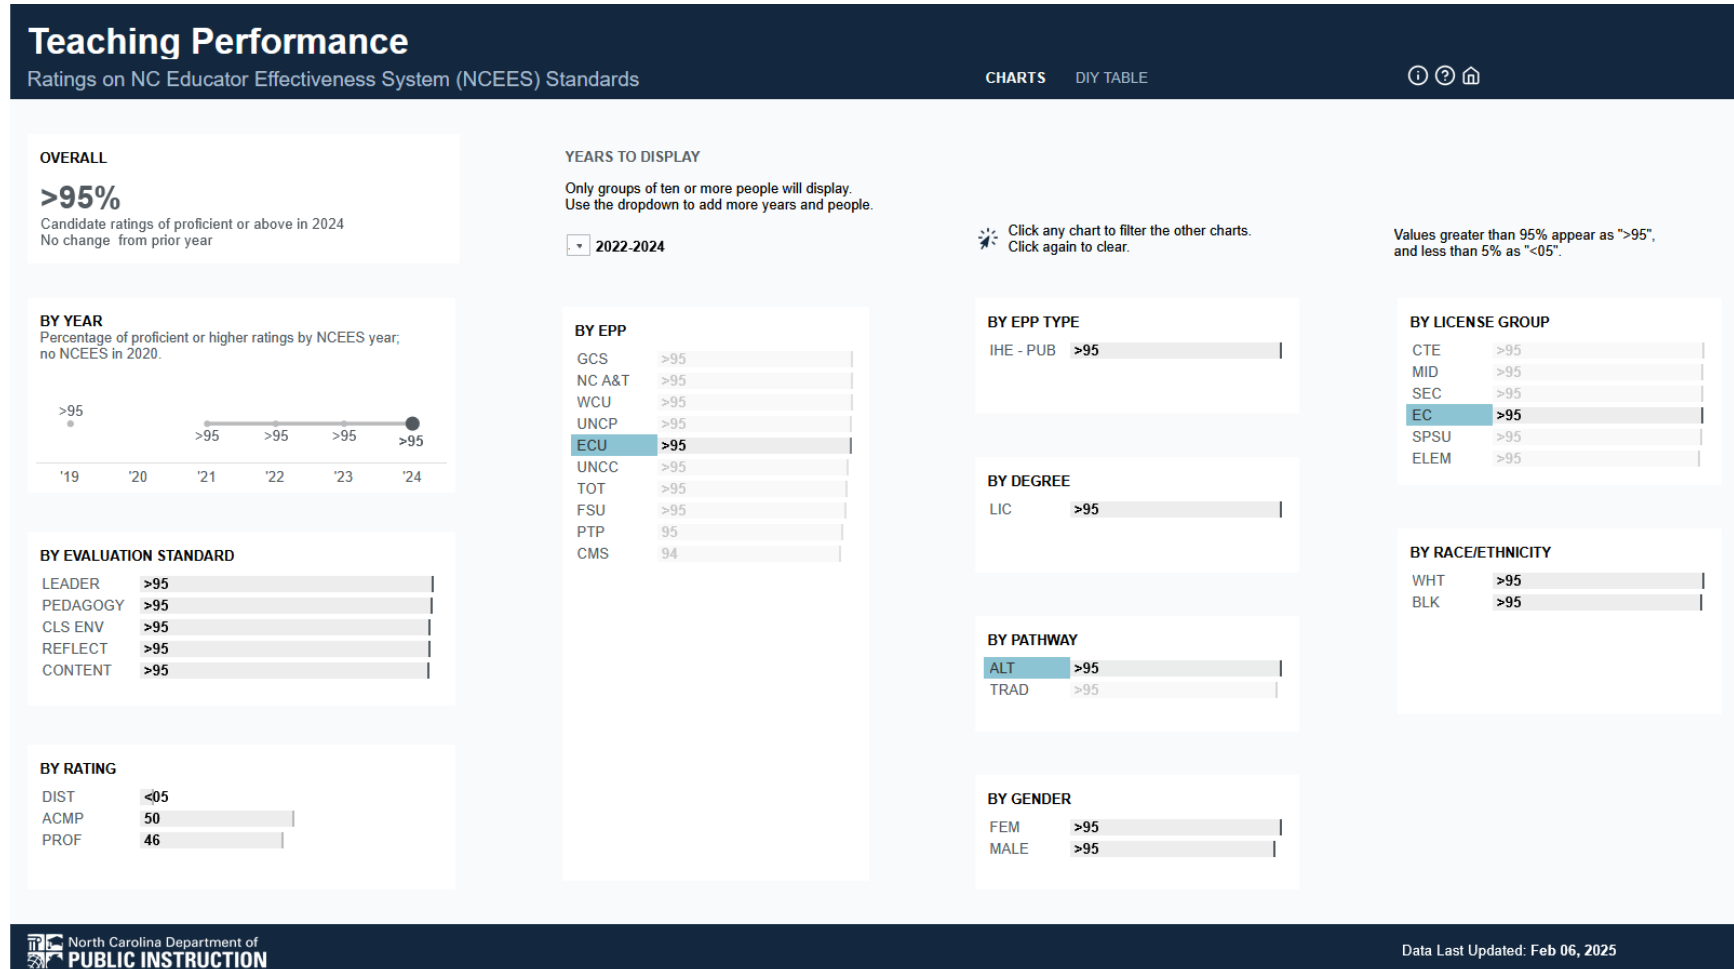 Teaching Performance
Ratings on NC Educator Effectiveness System (NCEES) Standards
CHARTS DIY TABLE
OVERALL
>95%
Candidate ratings of proficient or above in 2024
No change from prior year
YEARS TO DISPLAY
Only groups of ten or more people will display.
Use the dropdown to add more years and people.
2022-2024
Click any chart to filter the other charts.
Click again to clear.
Values greater than 95% appear as ">95",
and less than 5% as "<05".
BY YEAR
Percentage of proficient or higher ratings by NCEES year;
no NCEES in 2020.
>95
>95 >95 >95 >95
'19 '20 '21 '22 '23 '24
BY EVALUATION STANDARD
LEADER >95
PEDAGOGY >95
CLS ENV >95
REFLECT >95
CONTENT >95
BY RATING
DIST <05
ACMP 50
PROF 46
BY EPP
GCS >95
NC A&T >95
WCU >95
UNCP >95
ECU >95
UNCC >95
TOT >95
FSU >95
PTP 95
CMS 94
BY EPP TYPE
IHE - PUB >95
BY DEGREE
LIC >95
BY PATHWAY
ALT >95
TRAD >95
BY GENDER
FEM >95
MALE >95
BY LICENSE GROUP
CTE >95
MID >95
SEC >95
EC >95
SPSU >95
ELEM >95
BY RACE/ETHNICITY
WHT >95
BLK >95
North Carolina Department of
PUBLIC INSTRUCTION
Data Last Updated: Feb 06, 2025